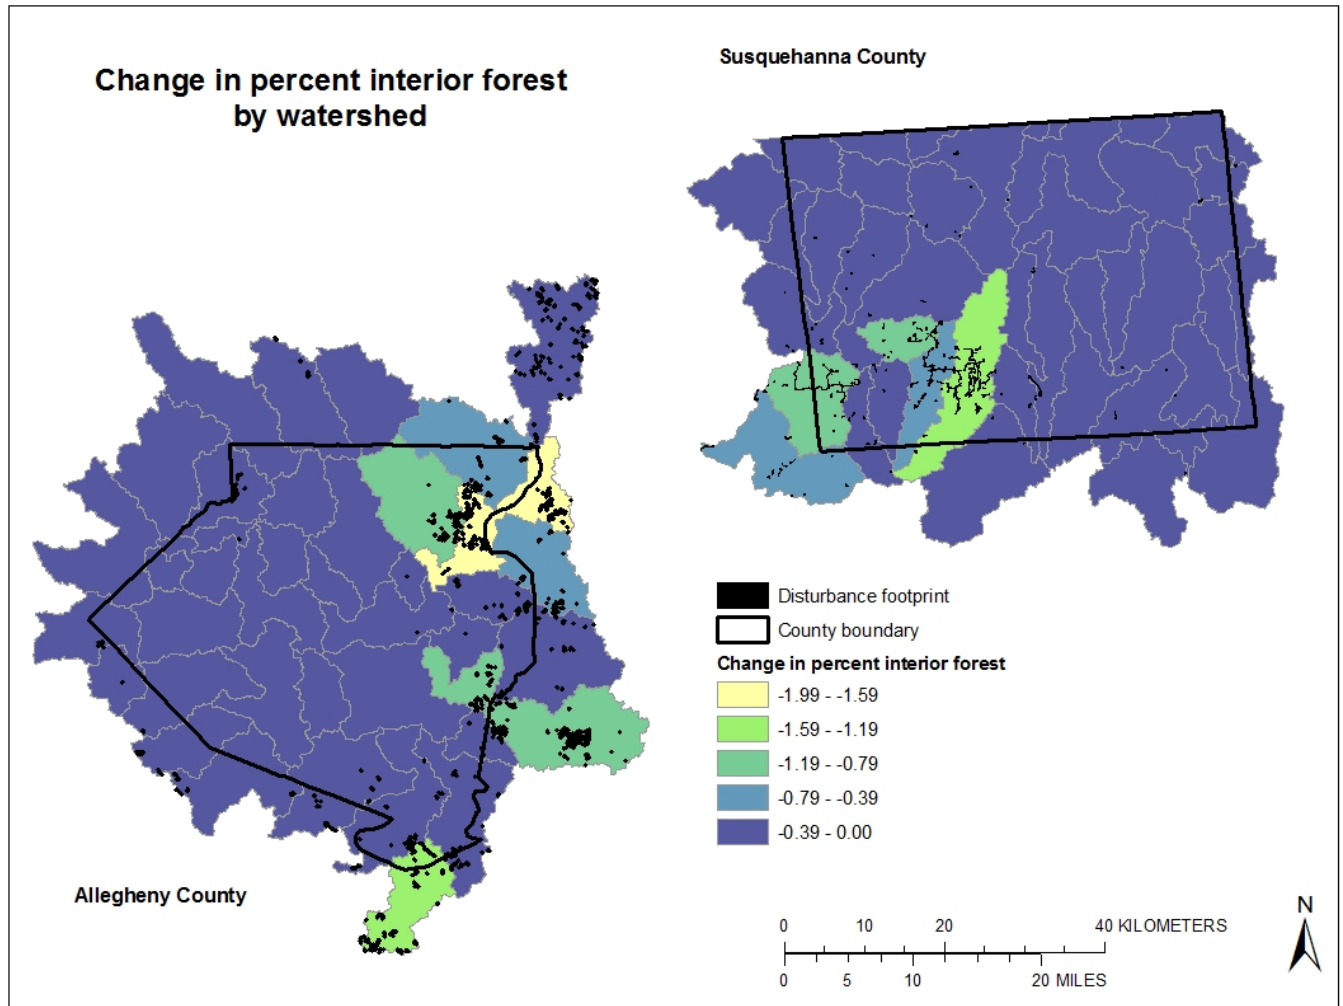 Change in percent interior forest
by watershed
Susquehanna County
Allegheny County
Disturbance footprint
County boundary
Change in percent interior forest
-1.99 - -1.59
-1.59 - -1.19
-1.19 - -0.79
-0.79 - -0.39
-0.39 - 0.00
0 10 20 40 KILOMETERS
0 5 10 20 MILES
N